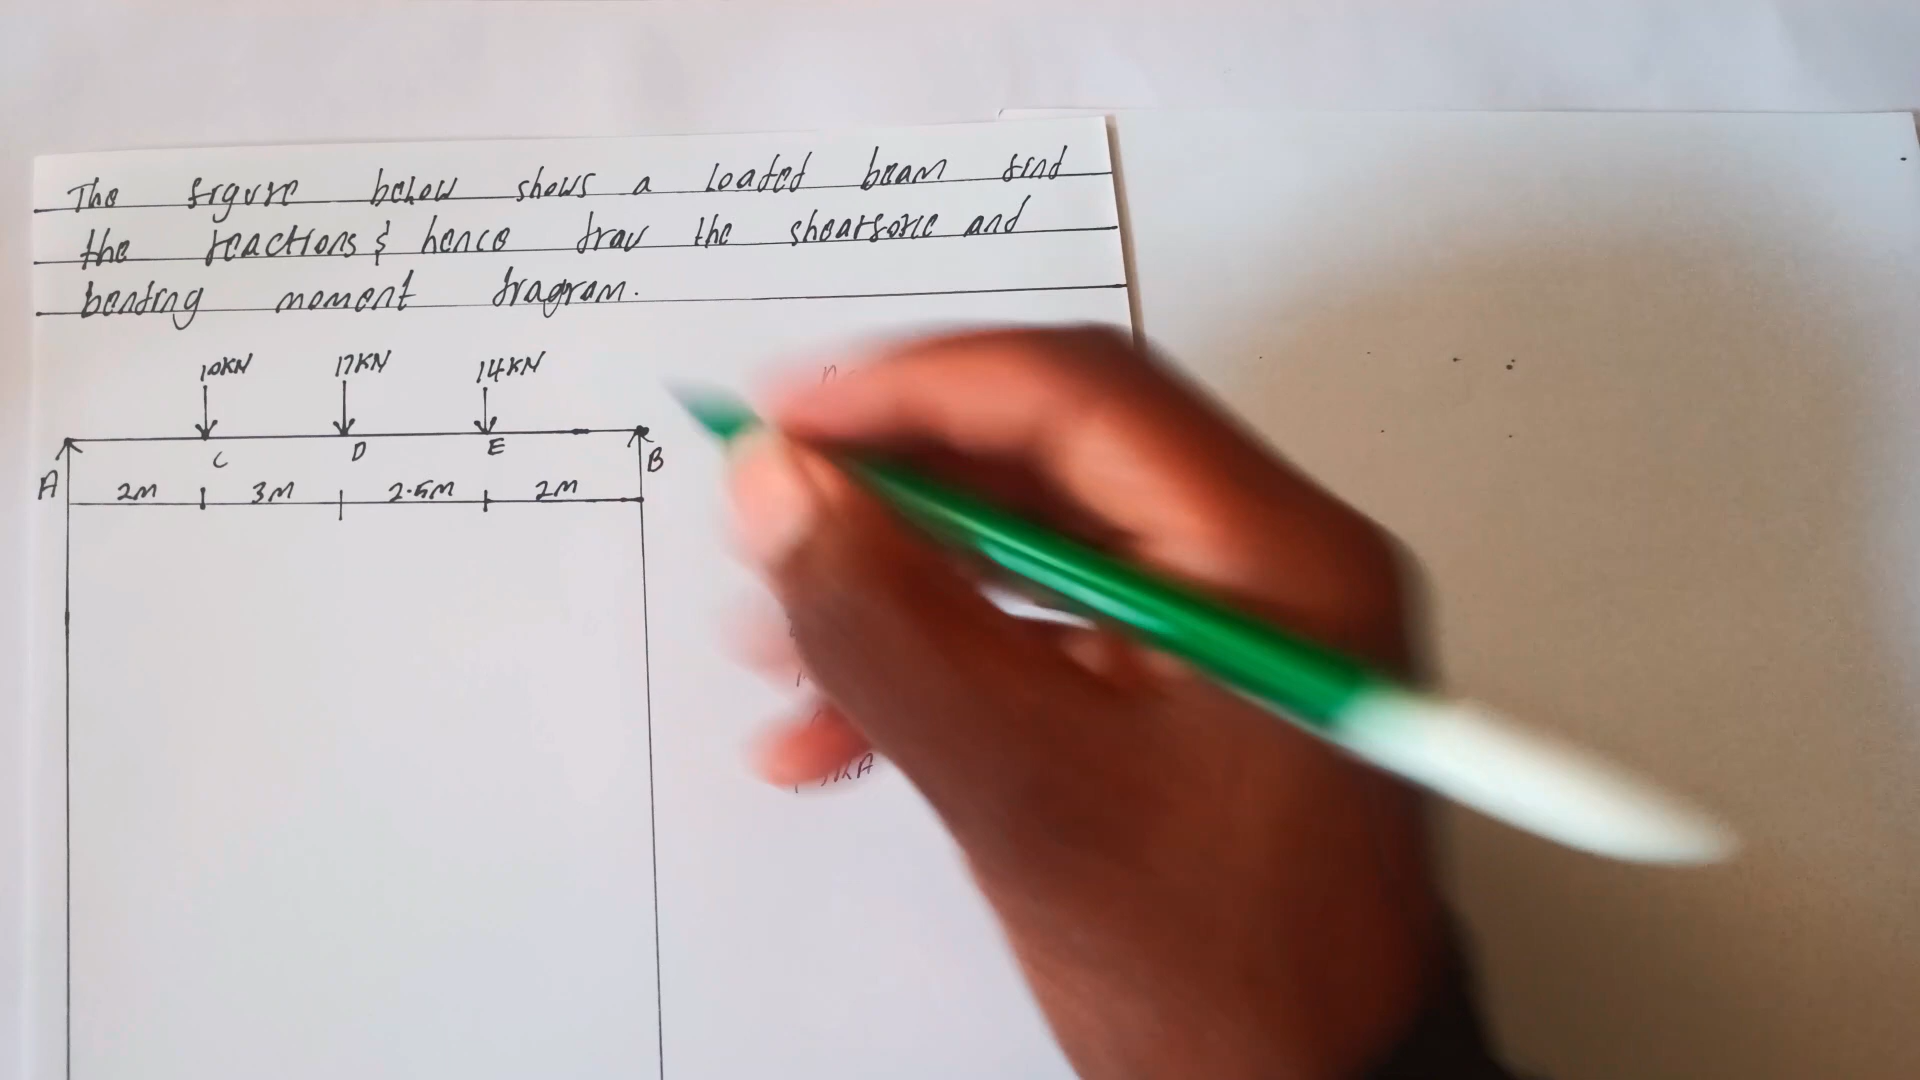 The figure below shows a loaded beam find
the reactions & hence draw the shearforce and
bending moment diagram.
10KN 17KN 14KN
A C D E B
2M 3M 2.5M 2M